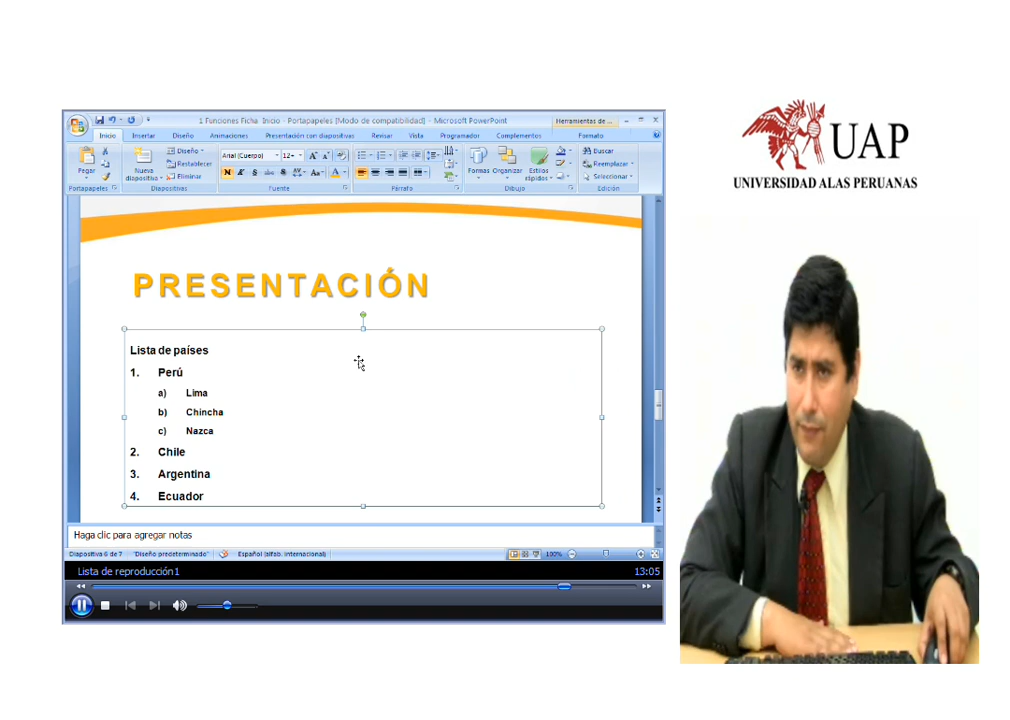 1 Funciones Ficha Inicio - Portapapeles [Modo de compatibilidad] - Microsoft PowerPoint
Herramientas de ...
Inicio Insertar Diseño Animaciones Presentación con diapositivas Revisar Vista Programador Complementos Formato
Pegar
Nueva diapositiva
Diseño
Restablecer
Eliminar
Arial (Cuerpo) 12+
Formas Organizar Estilos rápidos
Buscar
Reemplazar
Seleccionar
Portapapeles Diapositivas Fuente Párrafo Dibujo Edición
PRESENTACIÓN
Lista de países
1. Perú
a) Lima
b) Chincha
c) Nazca
2. Chile
3. Argentina
4. Ecuador
Haga clic para agregar notas
Diapositiva 6 de 7 "Diseño predeterminado" Español (alfab. internacional) 100%
Lista de reproducción1 13:05
UAP
UNIVERSIDAD ALAS PERUANAS